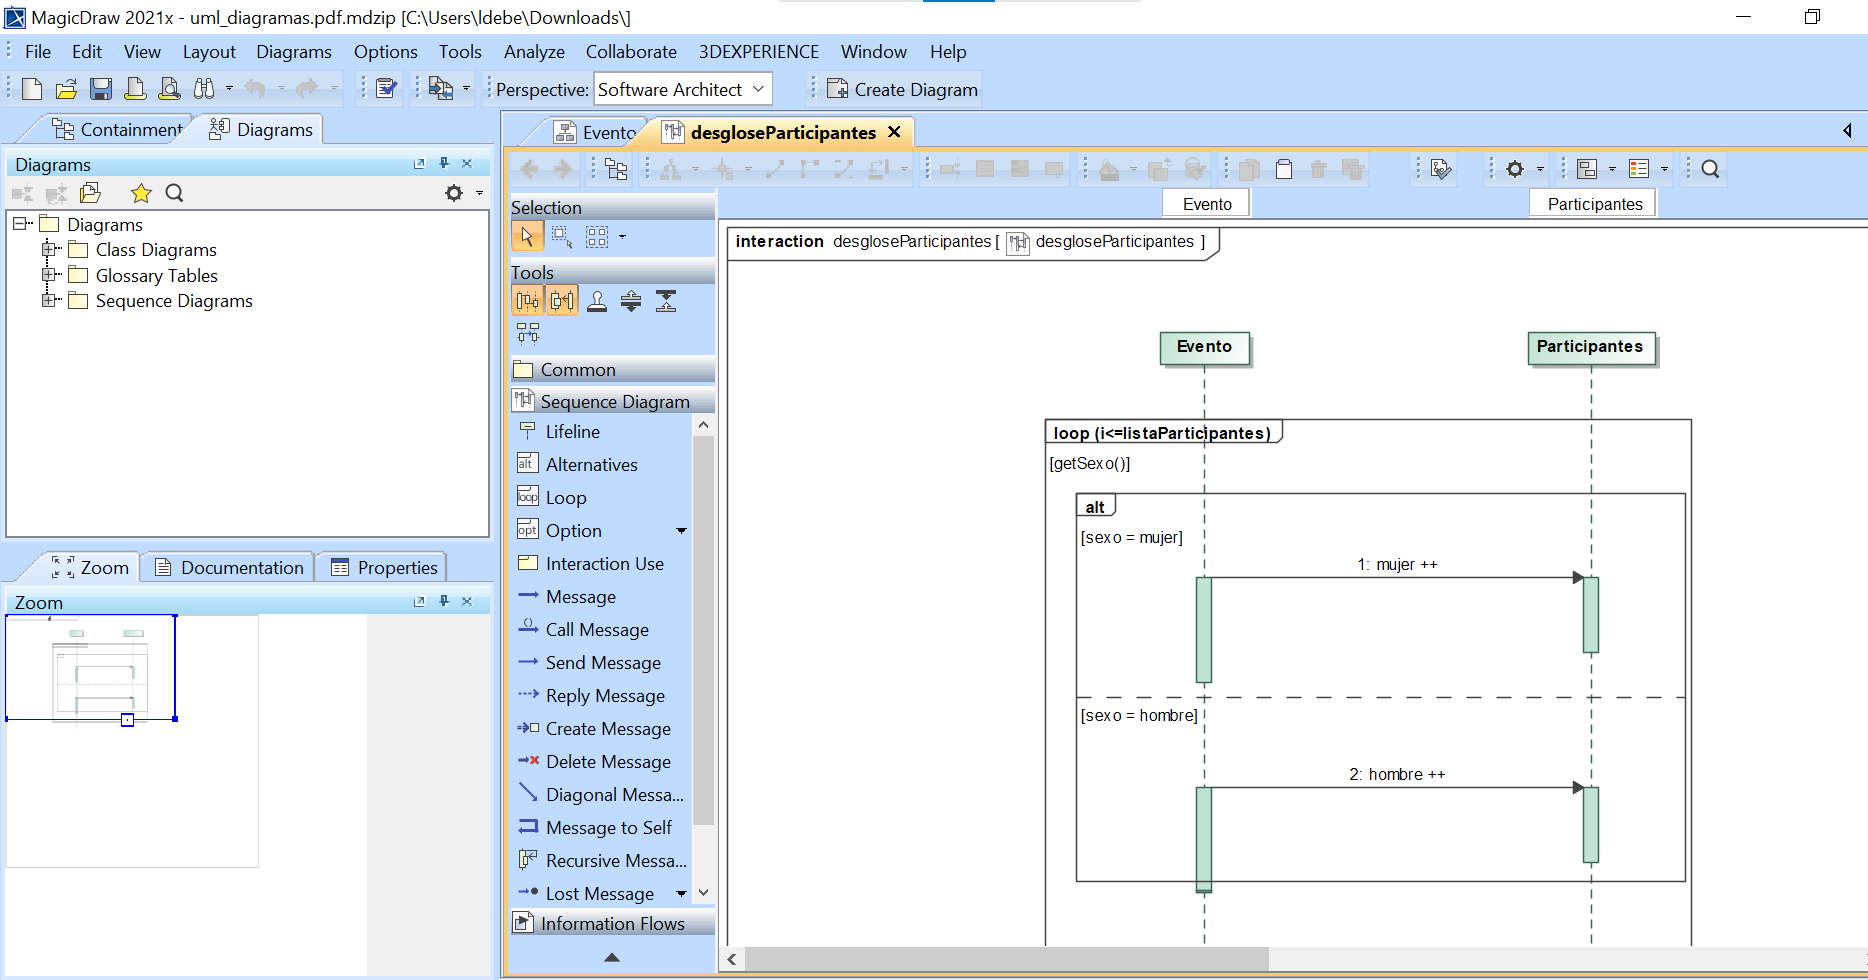 MagicDraw 2021x - uml_diagramas.pdf.mdzip [C:\Users\ldebe\Downloads\]
File Edit View Layout Diagrams Options Tools Analyze Collaborate 3DEXPERIENCE Window Help
Perspective: Software Architect Create Diagram
Containment Diagrams
Evento desgloseParticipantes
Diagrams
Diagrams
Class Diagrams
Glossary Tables
Sequence Diagrams
Zoom Documentation Properties
Zoom
Selection
Tools
Common
Sequence Diagram
Lifeline
alt Alternatives
loop Loop
opt Option
Interaction Use
Message
Call Message
Send Message
Reply Message
Create Message
Delete Message
Diagonal Messa...
Message to Self
Recursive Messa...
Lost Message
Information Flows
Evento Participantes
interaction desgloseParticipantes [ desgloseParticipantes ]
Evento Participantes
loop (i<=listaParticipantes)
[getSexo()]
alt
[sexo = mujer]
1: mujer ++
[sexo = hombre]
2: hombre ++